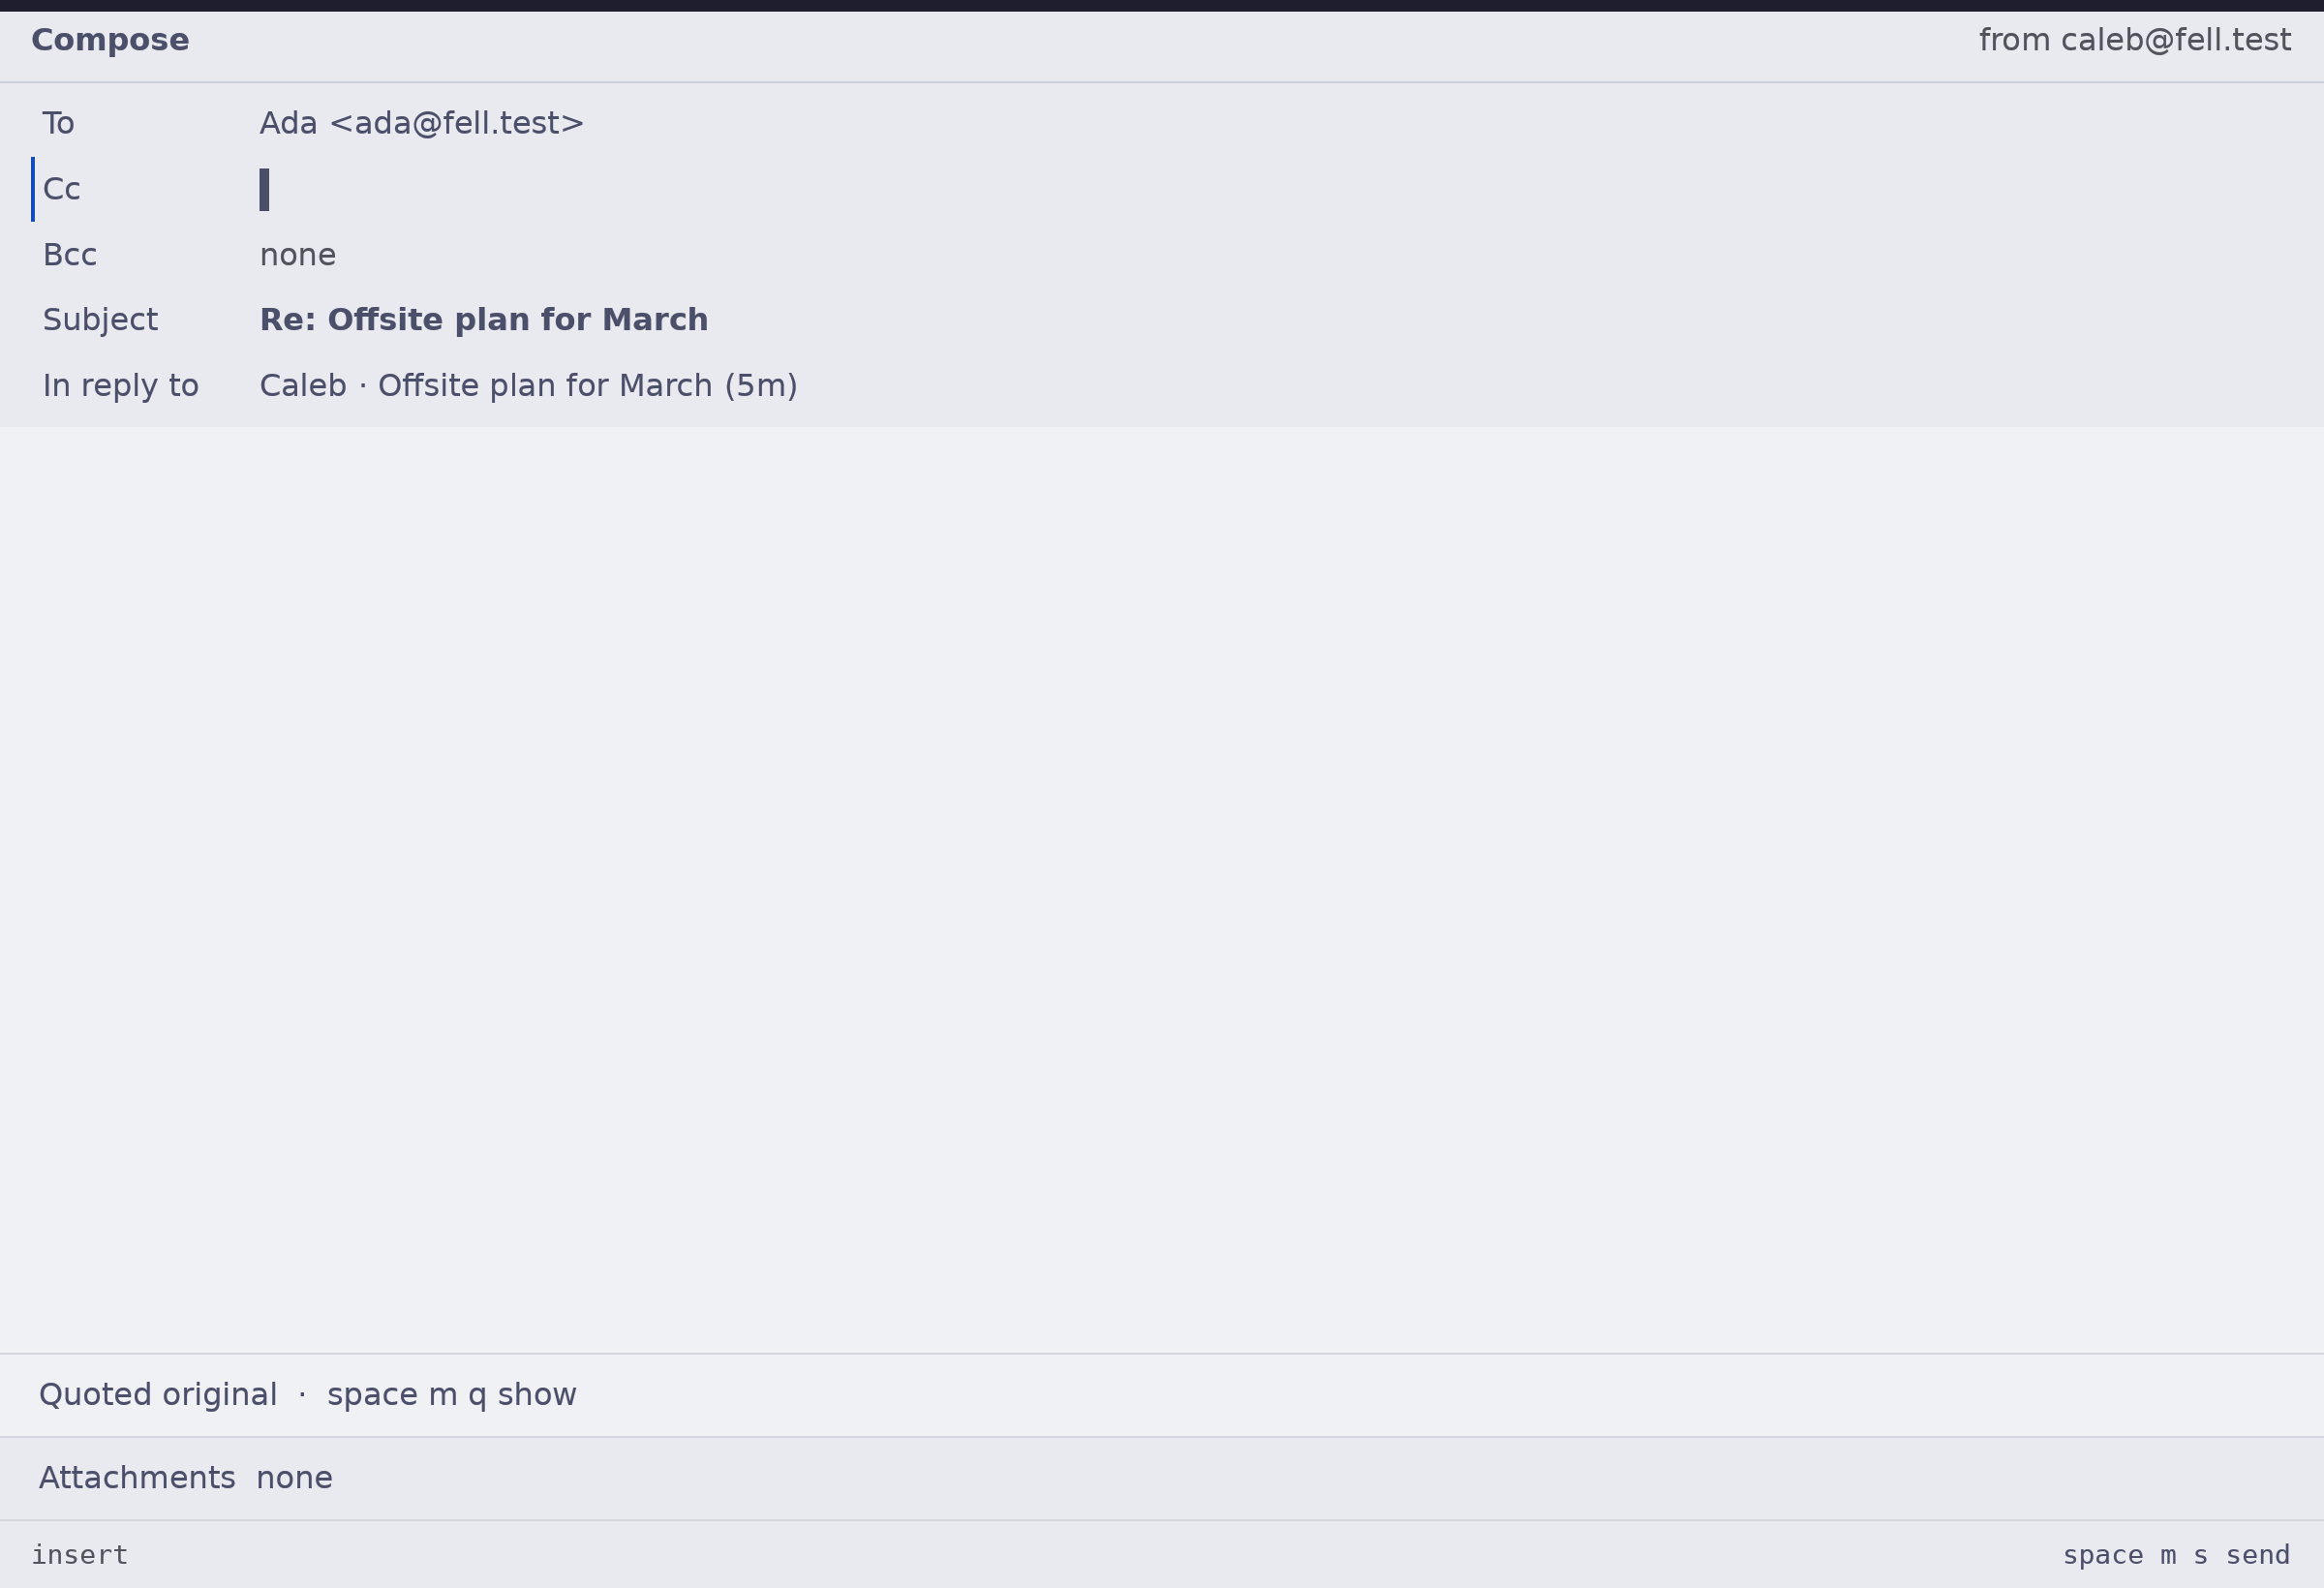 Compose
from caleb@fell.test
To Ada <ada@fell.test>
Cc
Bcc none
Subject Re: Offsite plan for March
In reply to Caleb · Offsite plan for March (5m)
Quoted original · space m q show
Attachments none
insert
space m s send